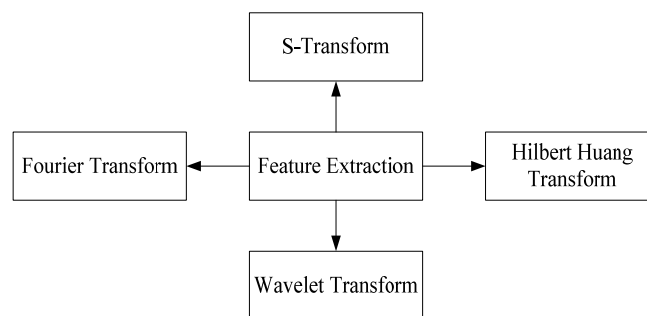 S-Transform
Fourier Transform
Feature Extraction
Hilbert Huang
Transform
Wavelet Transform